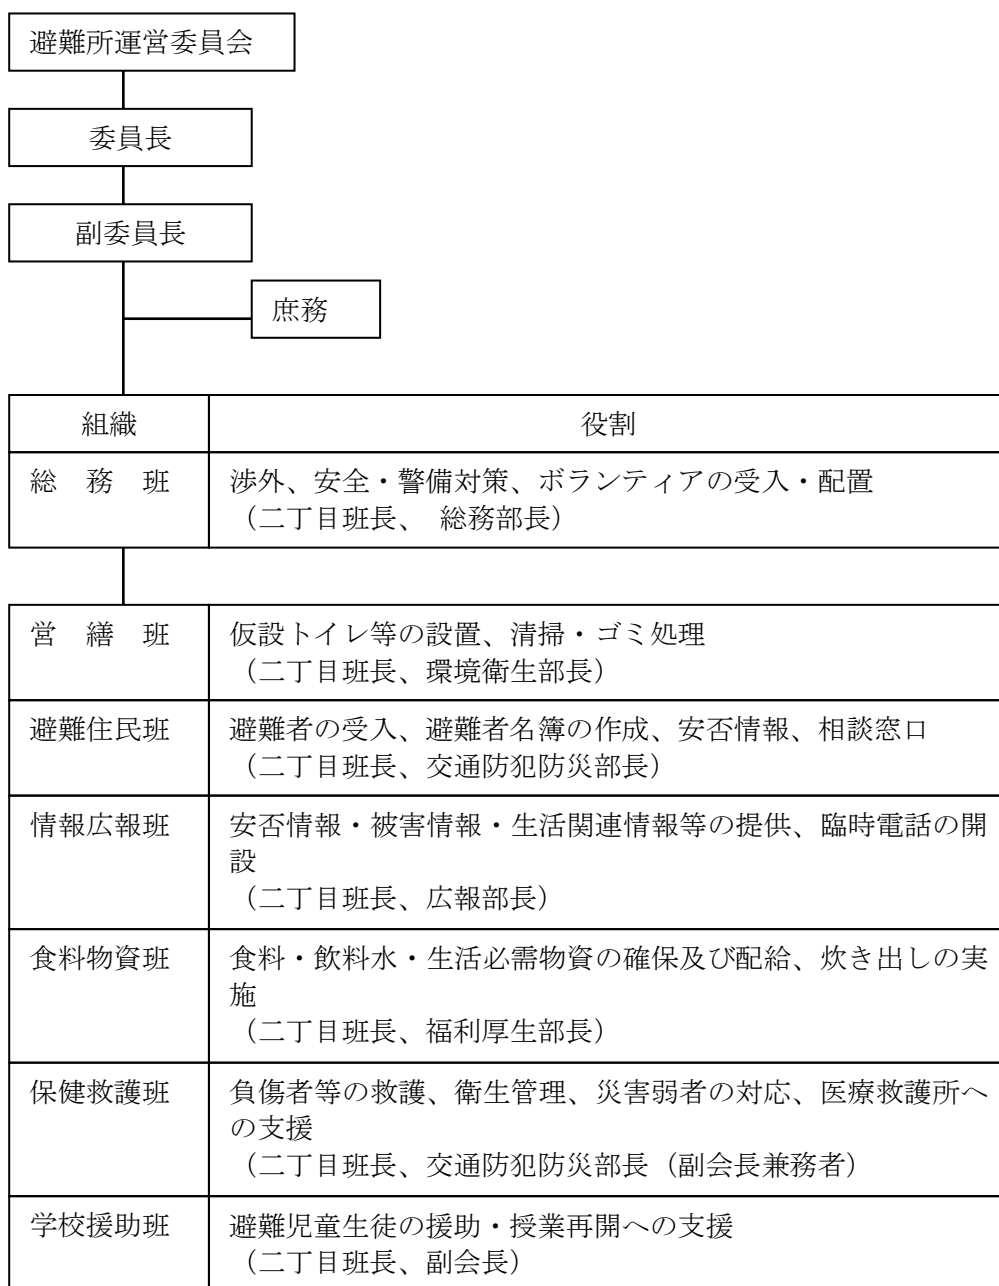 避難所運営委員会
委員長
副委員長
庶務
組織
役割
総　務　班
渉外、安全・警備対策、ボランティアの受入・配置
（二丁目班長、 総務部長）
営　繕　班
仮設トイレ等の設置、清掃・ゴミ処理
（二丁目班長、環境衛生部長）
避難住民班
避難者の受入、避難者名簿の作成、安否情報、相談窓口
（二丁目班長、交通防犯防災部長）
情報広報班
安否情報・被害情報・生活関連情報等の提供、臨時電話の開
設
（二丁目班長、広報部長）
食料物資班
食料・飲料水・生活必需物資の確保及び配給、炊き出しの実
施
（二丁目班長、福利厚生部長）
保健救護班
負傷者等の救護、衛生管理、災害弱者の対応、医療救護所へ
の支援
（二丁目班長、交通防犯防災部長（副会長兼務者）
学校援助班
避難児童生徒の援助・授業再開への支援
（二丁目班長、副会長）